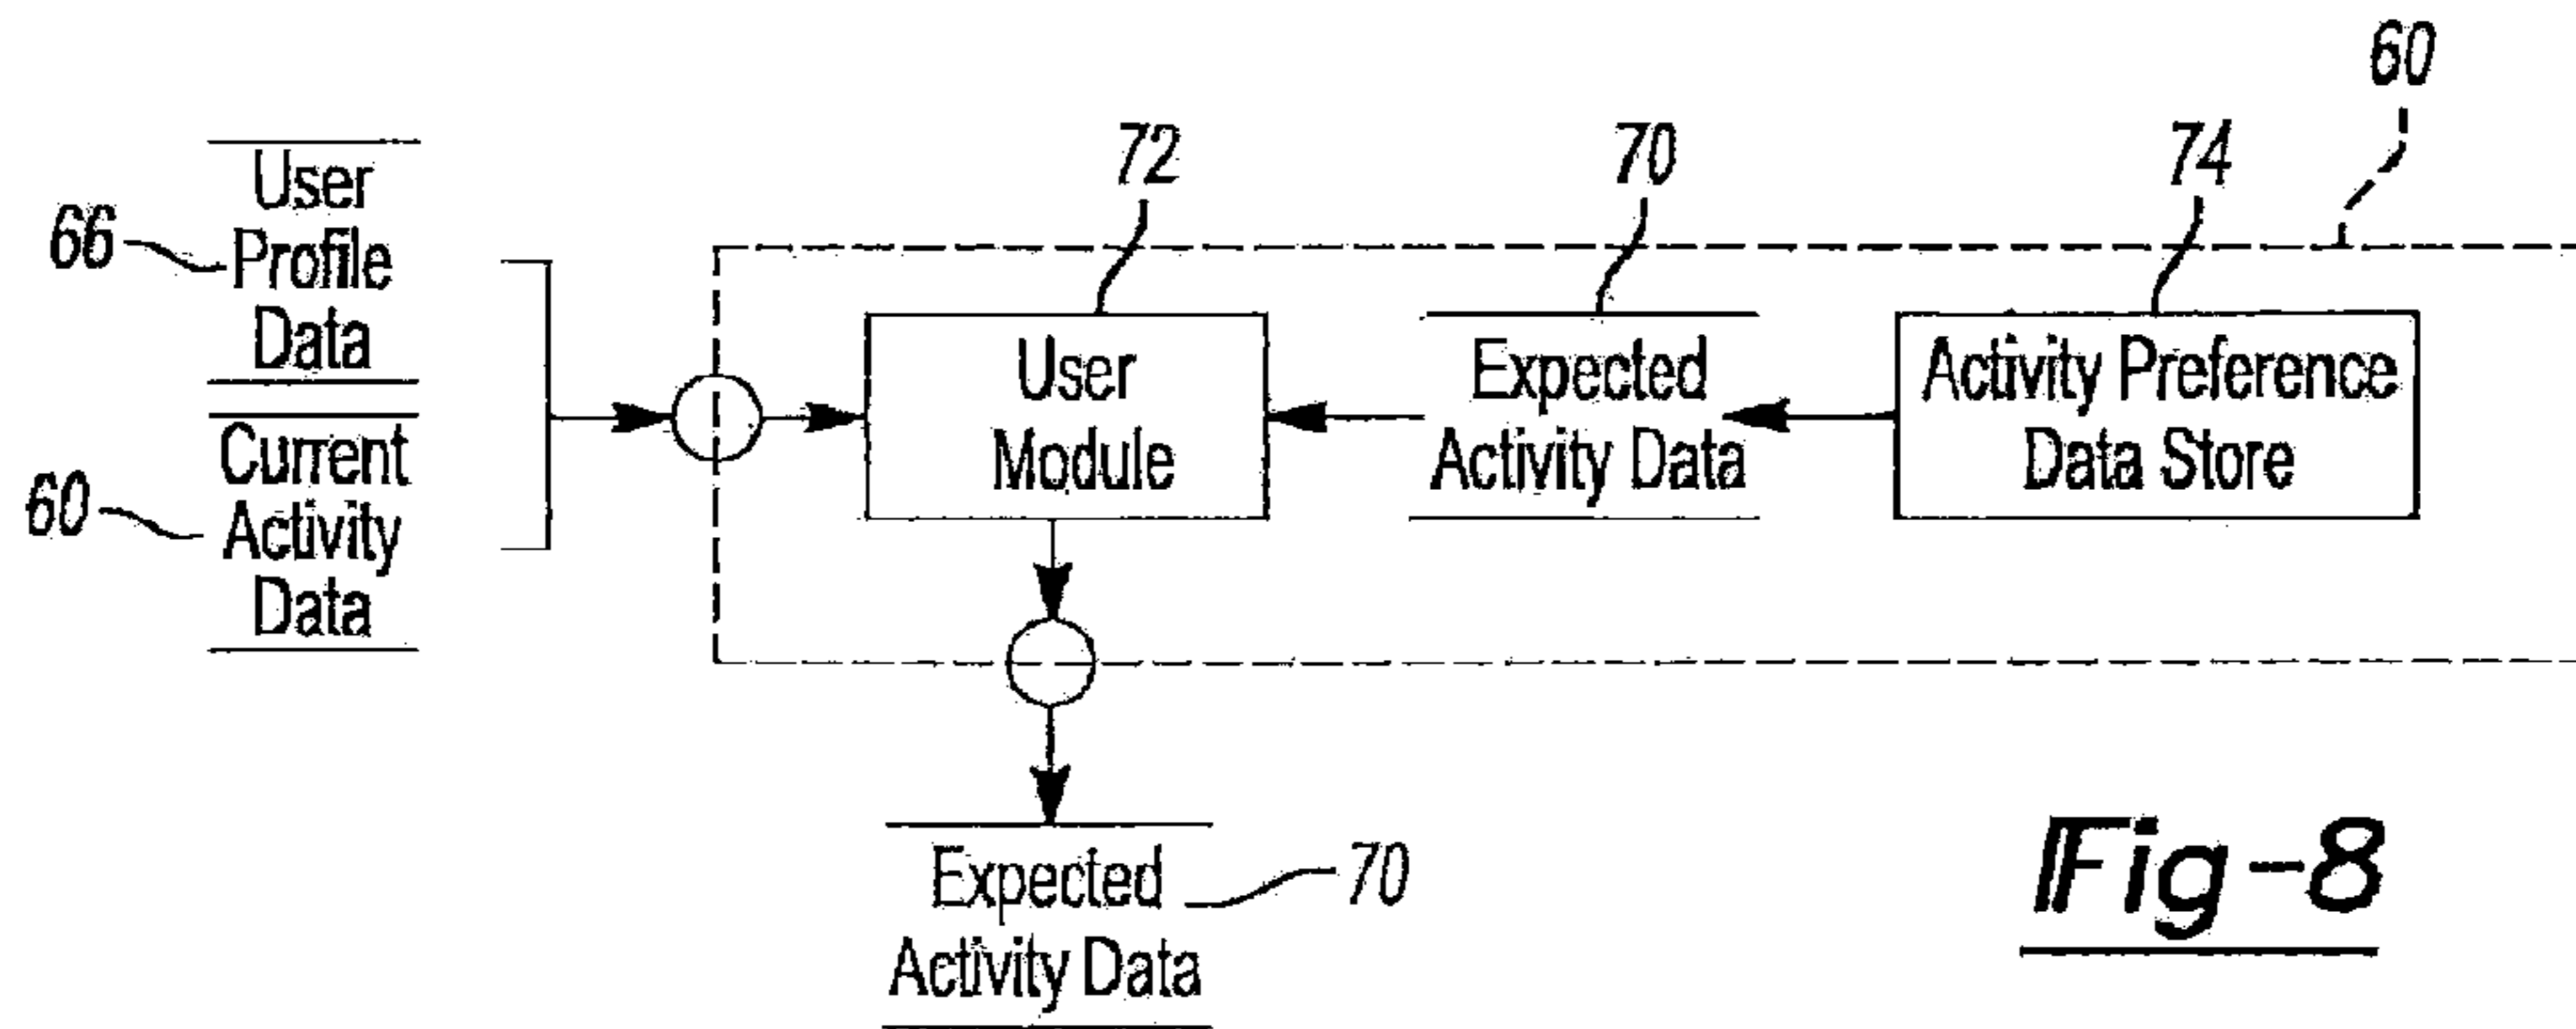 60
72
70
74
User
Profile
Data
66
Current
Activity
Data
60
User
Module
Expected
Activity Data
Activity Preference
Data Store
Expected
Activity Data
70
Fig-8